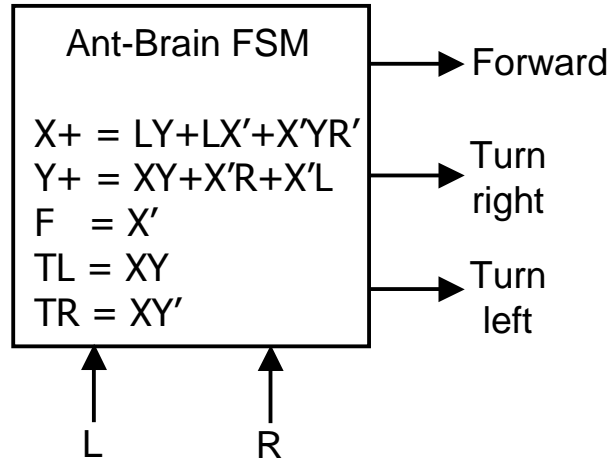 Ant-Brain FSM
X+ = LY+LX′+X′YR′
Y+ = XY+X′R+X′L
F = X′
TL = XY
TR = XY′
Forward
Turn
right
Turn
left
L
R